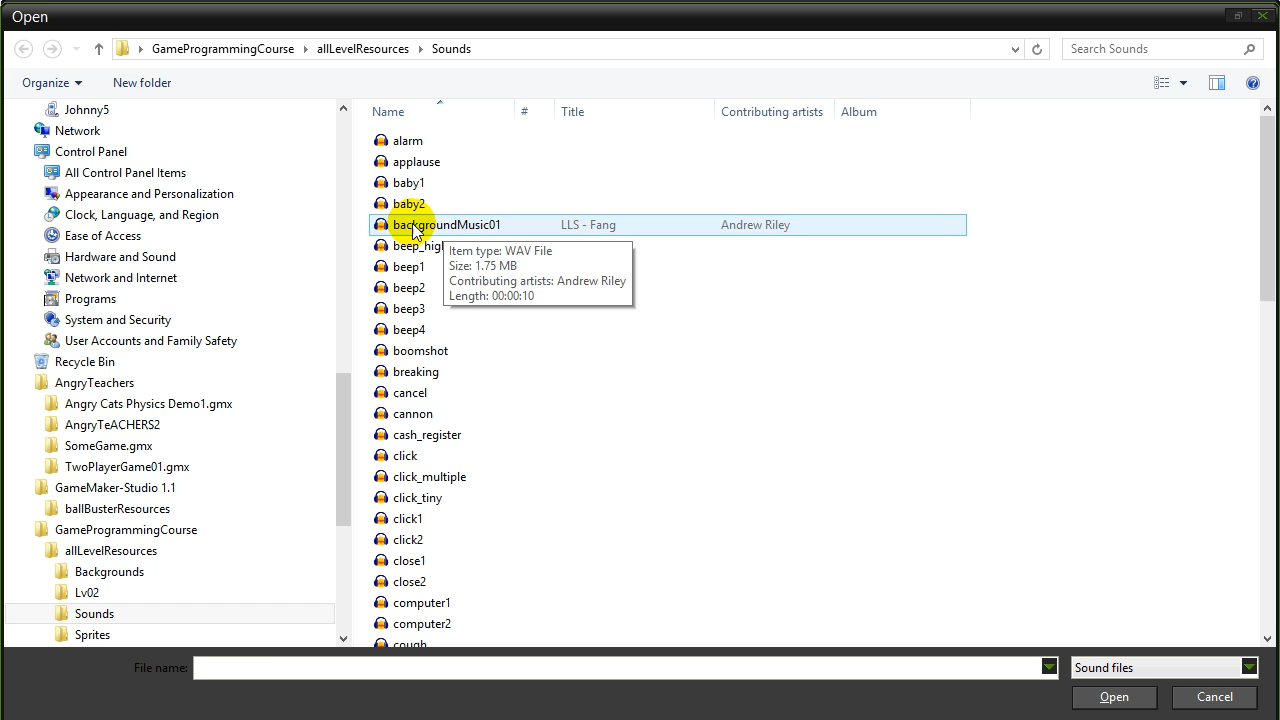 Open
GameProgrammingCourse allLevelResources Sounds
Search Sounds
Organize New folder
Name # Title Contributing artists Album
Johnny5
Network
Control Panel
All Control Panel Items
Appearance and Personalization
Clock, Language, and Region
Ease of Access
Hardware and Sound
Network and Internet
Programs
System and Security
User Accounts and Family Safety
Recycle Bin
AngryTeachers
Angry Cats Physics Demo1.gmx
AngryTeACHERS2
SomeGame.gmx
TwoPlayerGame01.gmx
GameMaker-Studio 1.1
ballBusterResources
GameProgrammingCourse
allLevelResources
Backgrounds
Lv02
Sounds
Sprites
alarm
applause
baby1
baby2
backgroundMusic01 LLS - Fang Andrew Riley
beep_hig
Item type: WAV File
Size: 1.75 MB
Contributing artists: Andrew Riley
Length: 00:00:10
beep1
beep2
beep3
beep4
boomshot
breaking
cancel
cannon
cash_register
click
click_multiple
click_tiny
click1
click2
close1
close2
computer1
computer2
cough
File name:
Sound files
Open
Cancel